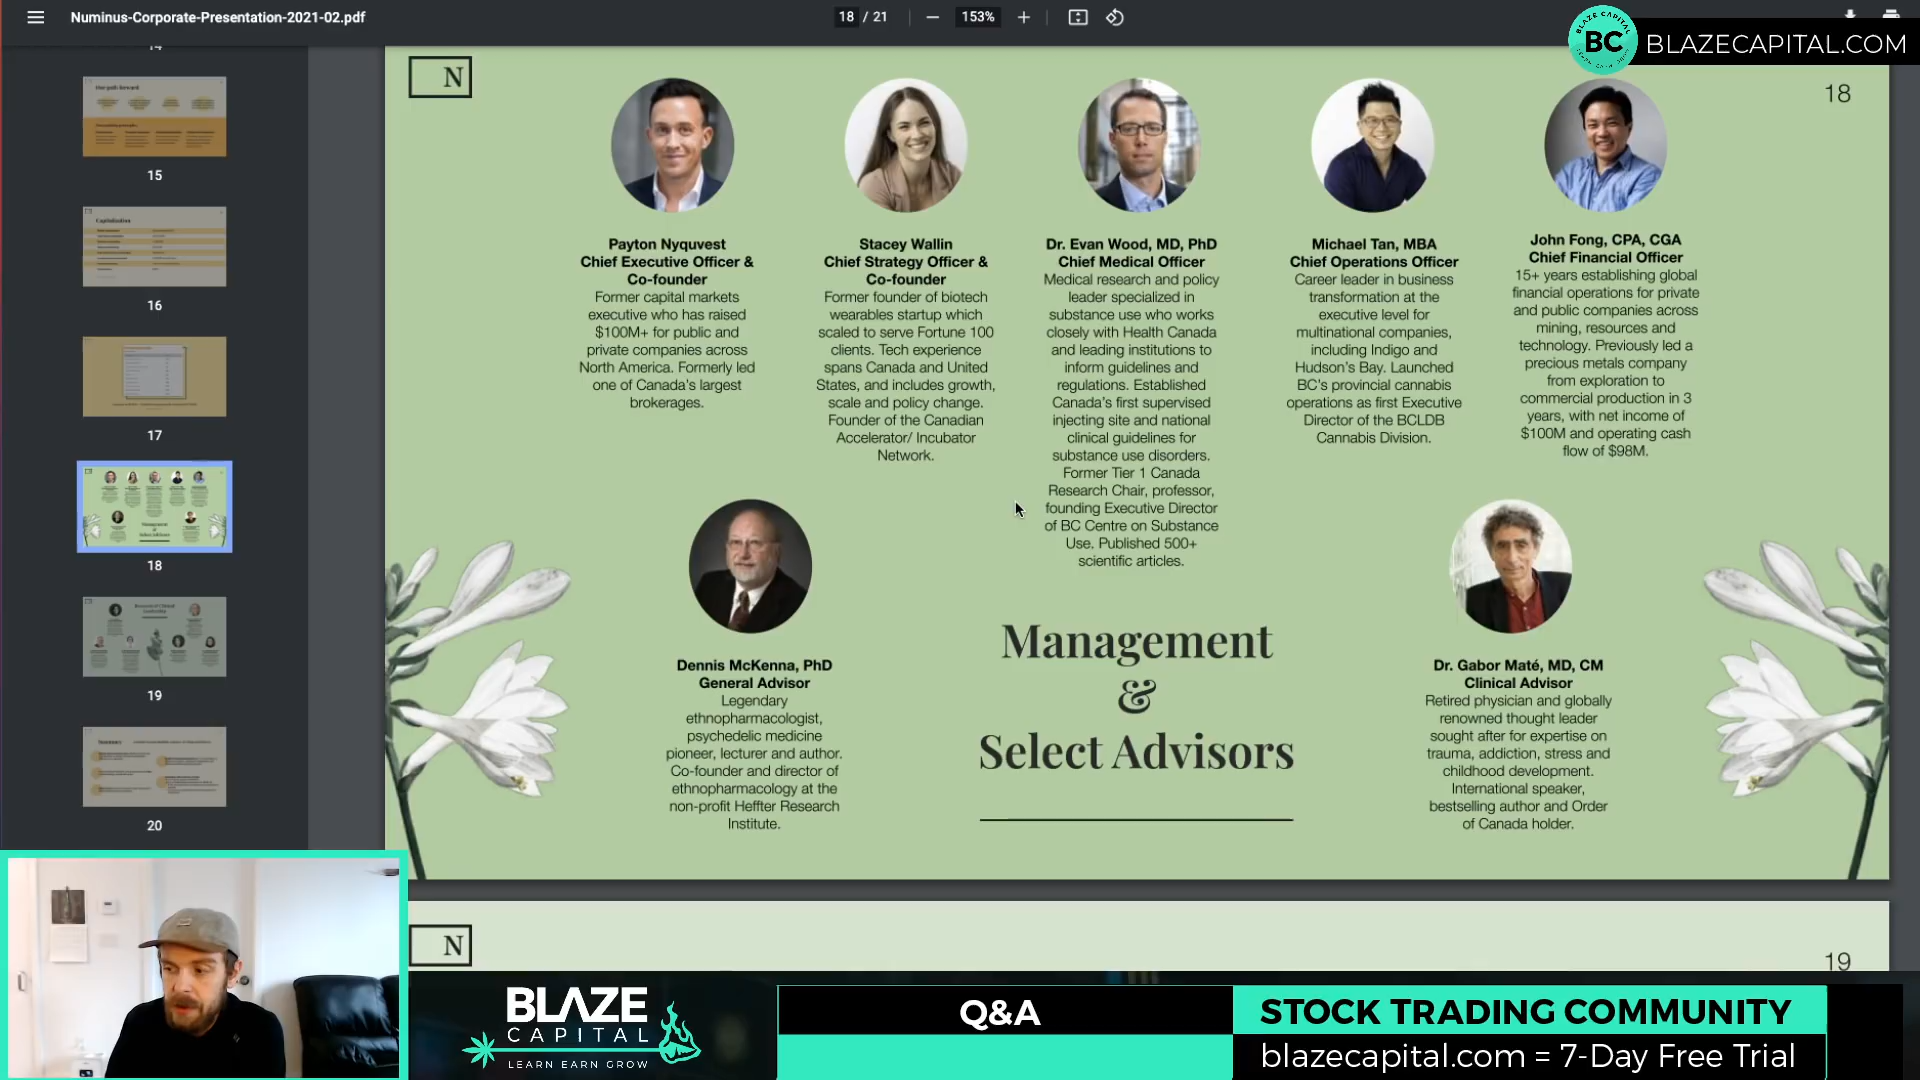 Numinus-Corporate-Presentation-2021-02.pdf
18 / 21
153%
BC
BLAZECAPITAL.COM
14
15
Capitalization
16
17
18
19
Summary
20
N
18
Payton Nyquvest
Chief Executive Officer &
Co-founder
Former capital markets
executive who has raised
$100M+ for public and
private companies across
North America. Formerly led
one of Canada's largest
brokerages.
Stacey Wallin
Chief Strategy Officer &
Co-founder
Former founder of biotech
wearables startup which
scaled to serve Fortune 100
clients. Tech experience
spans Canada and United
States, and includes growth,
scale and policy change.
Founder of the Canadian
Accelerator/ Incubator
Network.
Dr. Evan Wood, MD, PhD
Chief Medical Officer
Medical research and policy
leader specialized in
substance use who works
closely with Health Canada
and leading institutions to
inform guidelines and
regulations. Established
Canada's first supervised
injecting site and national
clinical guidelines for
substance use disorders.
Former Tier 1 Canada
Research Chair, professor,
founding Executive Director
of BC Centre on Substance
Use. Published 500+
scientific articles.
Michael Tan, MBA
Chief Operations Officer
Career leader in business
transformation at the
executive level for
multinational companies,
including Indigo and
Hudson's Bay. Launched
BC's provincial cannabis
operations as first Executive
Director of the BCLDB
Cannabis Division.
John Fong, CPA, CGA
Chief Financial Officer
15+ years establishing global
financial operations for private
and public companies across
mining, resources and
technology. Previously led a
precious metals company
from exploration to
commercial production in 3
years, with net income of
$100M and operating cash
flow of $98M.
Dennis McKenna, PhD
General Advisor
Legendary
ethnopharmacologist,
psychedelic medicine
pioneer, lecturer and author.
Co-founder and director of
ethnopharmacology at the
non-profit Heffter Research
Institute.
Management
&
Select Advisors
Dr. Gabor Maté, MD, CM
Clinical Advisor
Retired physician and globally
renowned thought leader
sought after for expertise on
trauma, addiction, stress and
childhood development.
International speaker,
bestselling author and Order
of Canada holder.
N
19
BLAZE
CAPITAL
LEARN EARN GROW
Q&A
STOCK TRADING COMMUNITY
blazecapital.com = 7-Day Free Trial